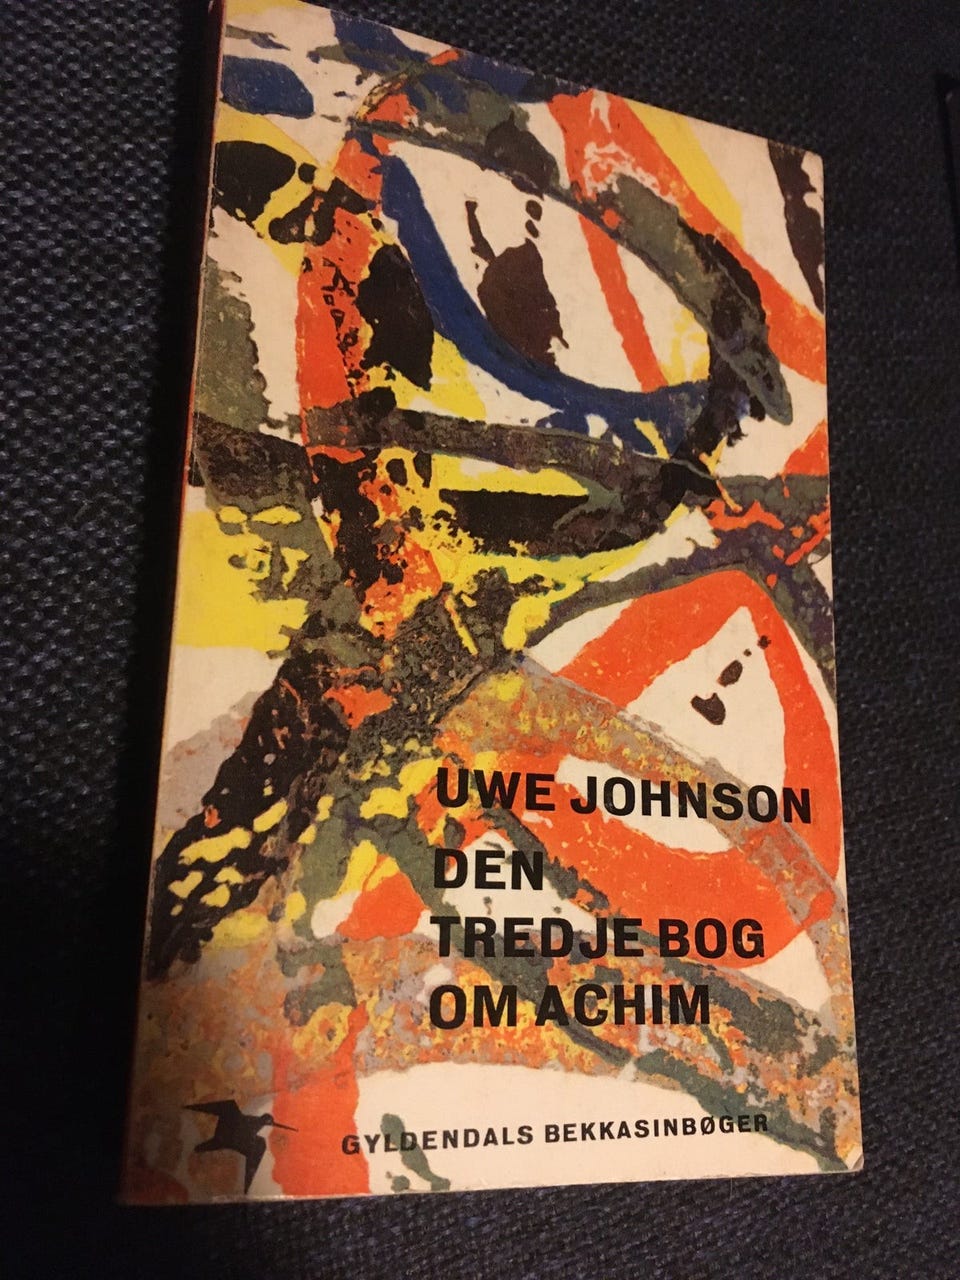 UWE JOHNSON
DEN
TREDJE BOG
OM ACHIM
GYLDENDALS BEKKASINBØGER